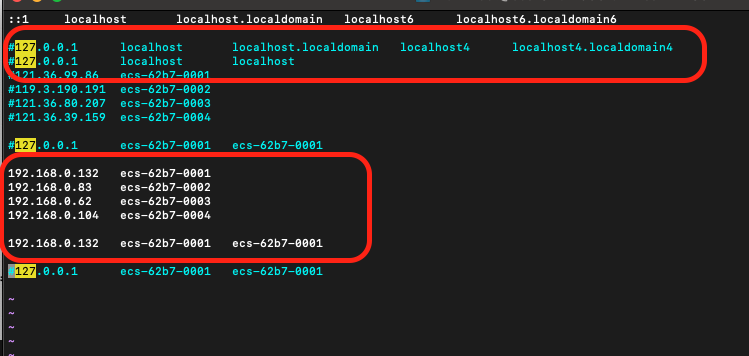 ::1 localhost localhost.localdomain localhost6 localhost6.localdomain6
#127.0.0.1 localhost localhost.localdomain localhost4 localhost4.localdomain4
#127.0.0.1 localhost localhost
#121.36.99.86 ecs-62b7-0001
#119.3.190.191 ecs-62b7-0002
#121.36.80.207 ecs-62b7-0003
#121.36.39.159 ecs-62b7-0004
#127.0.0.1 ecs-62b7-0001 ecs-62b7-0001
192.168.0.132 ecs-62b7-0001
192.168.0.83 ecs-62b7-0002
192.168.0.62 ecs-62b7-0003
192.168.0.104 ecs-62b7-0004
192.168.0.132 ecs-62b7-0001 ecs-62b7-0001
#127.0.0.1 ecs-62b7-0001 ecs-62b7-0001
~
~
~
~
~